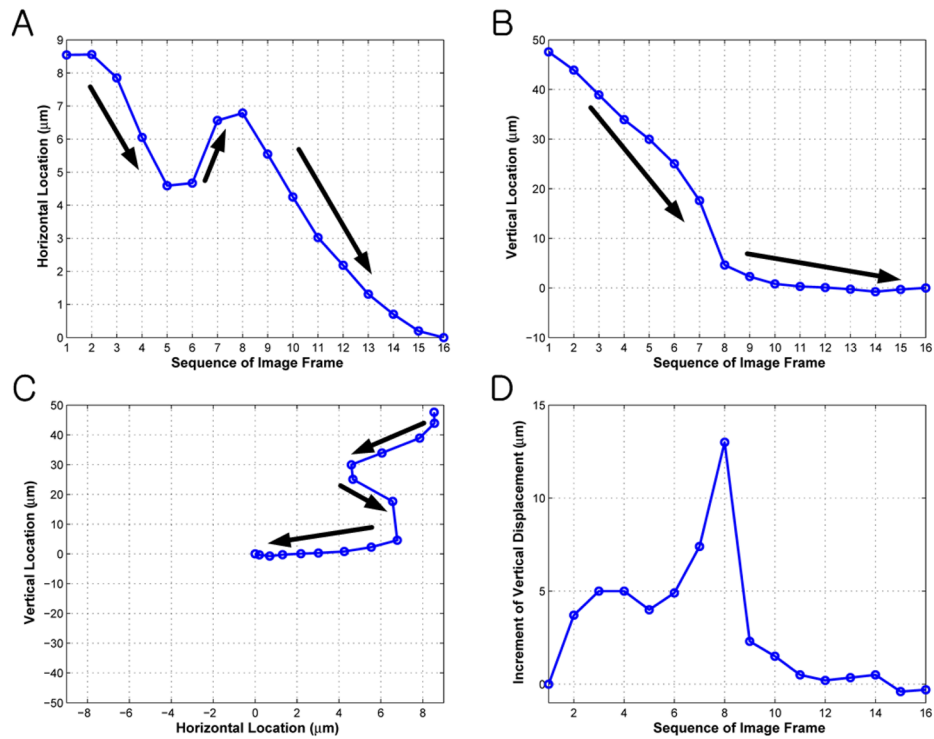 A
Horizontal Location (μm)
9
8
7
6
5
4
3
2
1
0
1 2 3 4 5 6 7 8 9 10 11 12 13 14 15 16
Sequence of Image Frame
B
Vertical Location (μm)
50
40
30
20
10
0
−10
1 2 3 4 5 6 7 8 9 10 11 12 13 14 15 16
Sequence of Image Frame
C
Vertical Location (μm)
50
40
30
20
10
0
−10
−20
−30
−40
−50
−8 −6 −4 −2 0 2 4 6 8
Horizontal Location (μm)
D
Increment of Vertical Displacement (μm)
15
10
5
0
2 4 6 8 10 12 14 16
Sequence of Image Frame